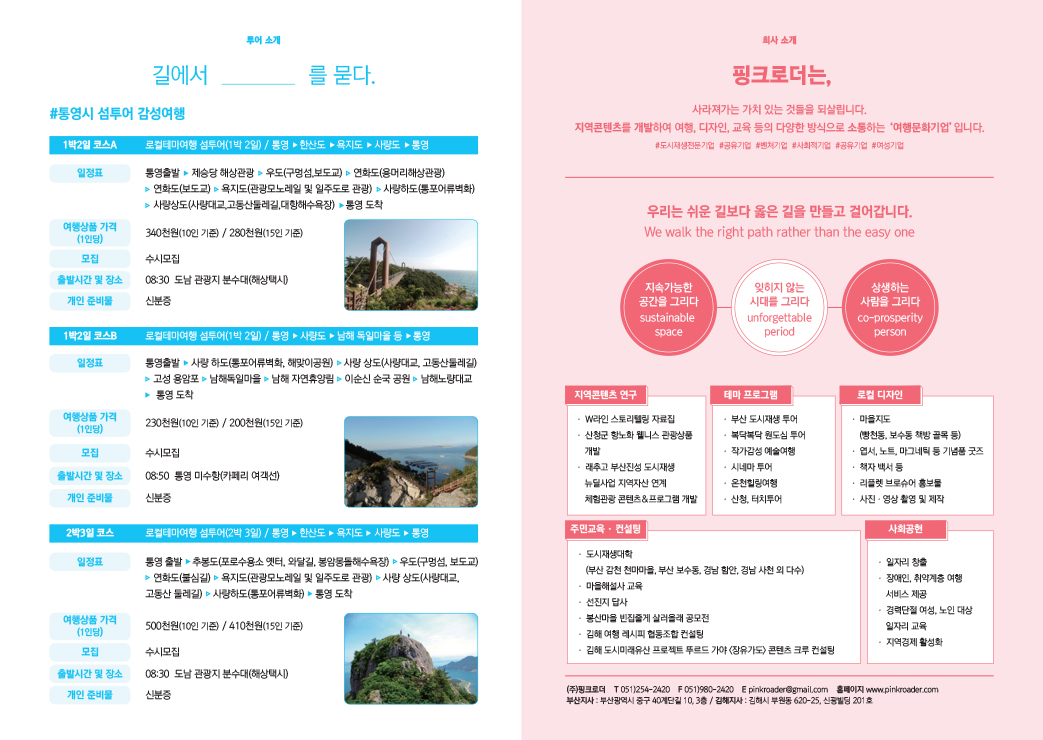 투어 소개
길에서 ______ 를 묻다.
#통영시 섬투어 감성여행
1박2일 코스A 로컬테마여행 섬투어(1박 2일) / 통영 ▶ 한산도 ▶ 욕지도 ▶ 사량도 ▶ 통영
일정표 통영출발 ▶ 제승당 해상관광 ▶ 우도(구멍섬,보도교) ▶ 연화도(용머리해상관광)
▶ 연화도(보도교) ▶ 욕지도(관광모노레일 및 일주도로 관광) ▶ 사량하도(통포어류벽화)
▶ 사량상도(사량대교,고동산둘레길,대항해수욕장) ▶ 통영 도착
여행상품 가격 340천원(10인 기준) / 280천원(15인 기준)
(1인당)
모집 수시모집
출발시간 및 장소 08:30 도남 관광지 분수대(해상택시)
개인 준비물 신분증
1박2일 코스B 로컬테마여행 섬투어(1박 2일) / 통영 ▶ 사량도 ▶ 남해 독일마을 등 ▶ 통영
일정표 통영출발 ▶ 사량 하도(통포어류벽화, 해맞이공원) ▶ 사량 상도(사량대교, 고동산둘레길)
▶ 고성 용암포 ▶ 남해독일마을 ▶ 남해 자연휴양림 ▶ 이순신 순국 공원 ▶ 남해노량대교
▶ 통영 도착
여행상품 가격 230천원(10인 기준) / 200천원(15인 기준)
(1인당)
모집 수시모집
출발시간 및 장소 08:50 통영 미수항(카페리 여객선)
개인 준비물 신분증
2박3일 코스 로컬테마여행 섬투어(2박 3일) / 통영 ▶ 한산도 ▶ 욕지도 ▶ 사량도 ▶ 통영
일정표 통영 출발 ▶ 추봉도(포로수용소 옛터, 와달길, 봉암몽돌해수욕장) ▶ 우도(구멍섬, 보도교)
▶ 연화도(불심길) ▶ 욕지도(관광모노레일 및 일주도로 관광) ▶ 사량 상도(사량대교,
고동산 둘레길) ▶ 사량하도(통포어류벽화) ▶ 통영 도착
여행상품 가격 500천원(10인 기준) / 410천원(15인 기준)
(1인당)
모집 수시모집
출발시간 및 장소 08:30 도남 관광지 분수대(해상택시)
개인 준비물 신분증
회사 소개
핑크로더는,
사라져가는 가치 있는 것들을 되살립니다.
지역콘텐츠를 개발하여 여행, 디자인, 교육 등의 다양한 방식으로 소통하는 '여행문화기업' 입니다.
#도시재생전문기업 #공유기업 #벤처기업 #사회적기업 #공유기업 #여성기업
우리는 쉬운 길보다 옳은 길을 만들고 걸어갑니다.
We walk the right path rather than the easy one
지속가능한
공간을 그리다
sustainable
space
잊히지 않는
시대를 그리다
unforgettable
period
상생하는
사람을 그리다
co-prosperity
person
지역콘텐츠 연구
· W라인 스토리텔링 자료집
· 산청군 항노화 웰니스 관광상품
개발
· 래추고 부산진성 도시재생
뉴딜사업 지역자산 연계
체험관광 콘텐츠&프로그램 개발
테마 프로그램
· 부산 도시재생 투어
· 복닥복닥 원도심 투어
· 작가감성 예술여행
· 시네마 투어
· 온천힐링여행
· 산청, 터치투어
로컬 디자인
· 마을지도
(빵천동, 보수동 책방 골목 등)
· 엽서, 노트, 마그네틱 등 기념품 굿즈
· 책자 백서 등
· 리플렛 브로슈어 홍보물
· 사진 · 영상 촬영 및 제작
주민교육 · 컨설팅
· 도시재생대학
(부산 감천 천마마을, 부산 보수동, 경남 함안, 경남 사천 외 다수)
· 마을해설사 교육
· 선진지 답사
· 봉산마을 빈집줄게 살러올래 공모전
· 김해 여행 레시피 협동조합 컨설팅
· 김해 도시미래유산 프로젝트 뚜르드 가야 <장유가도> 콘텐츠 크루 컨설팅
사회공헌
· 일자리 창출
· 장애인, 취약계층 여행
서비스 제공
· 경력단절 여성, 노인 대상
일자리 교육
· 지역경제 활성화
(주)핑크로더 T 051)254-2420 F 051)980-2420 E pinkroader@gmail.com 홈페이지 www.pinkroader.com
부산지사 : 부산광역시 중구 40계단길 10, 3층 / 김해지사 : 김해시 부원동 620-25, 신광빌딩 201호